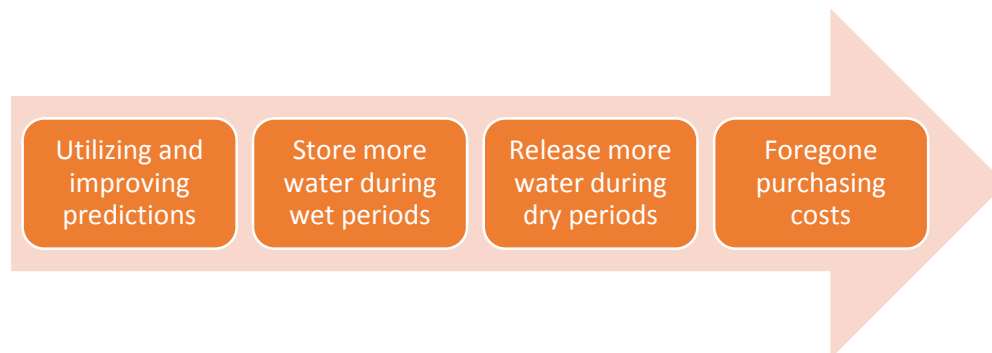 Utilizing and
improving
predictions
Store more
water during
wet periods
Release more
water during
dry periods
Foregone
purchasing
costs